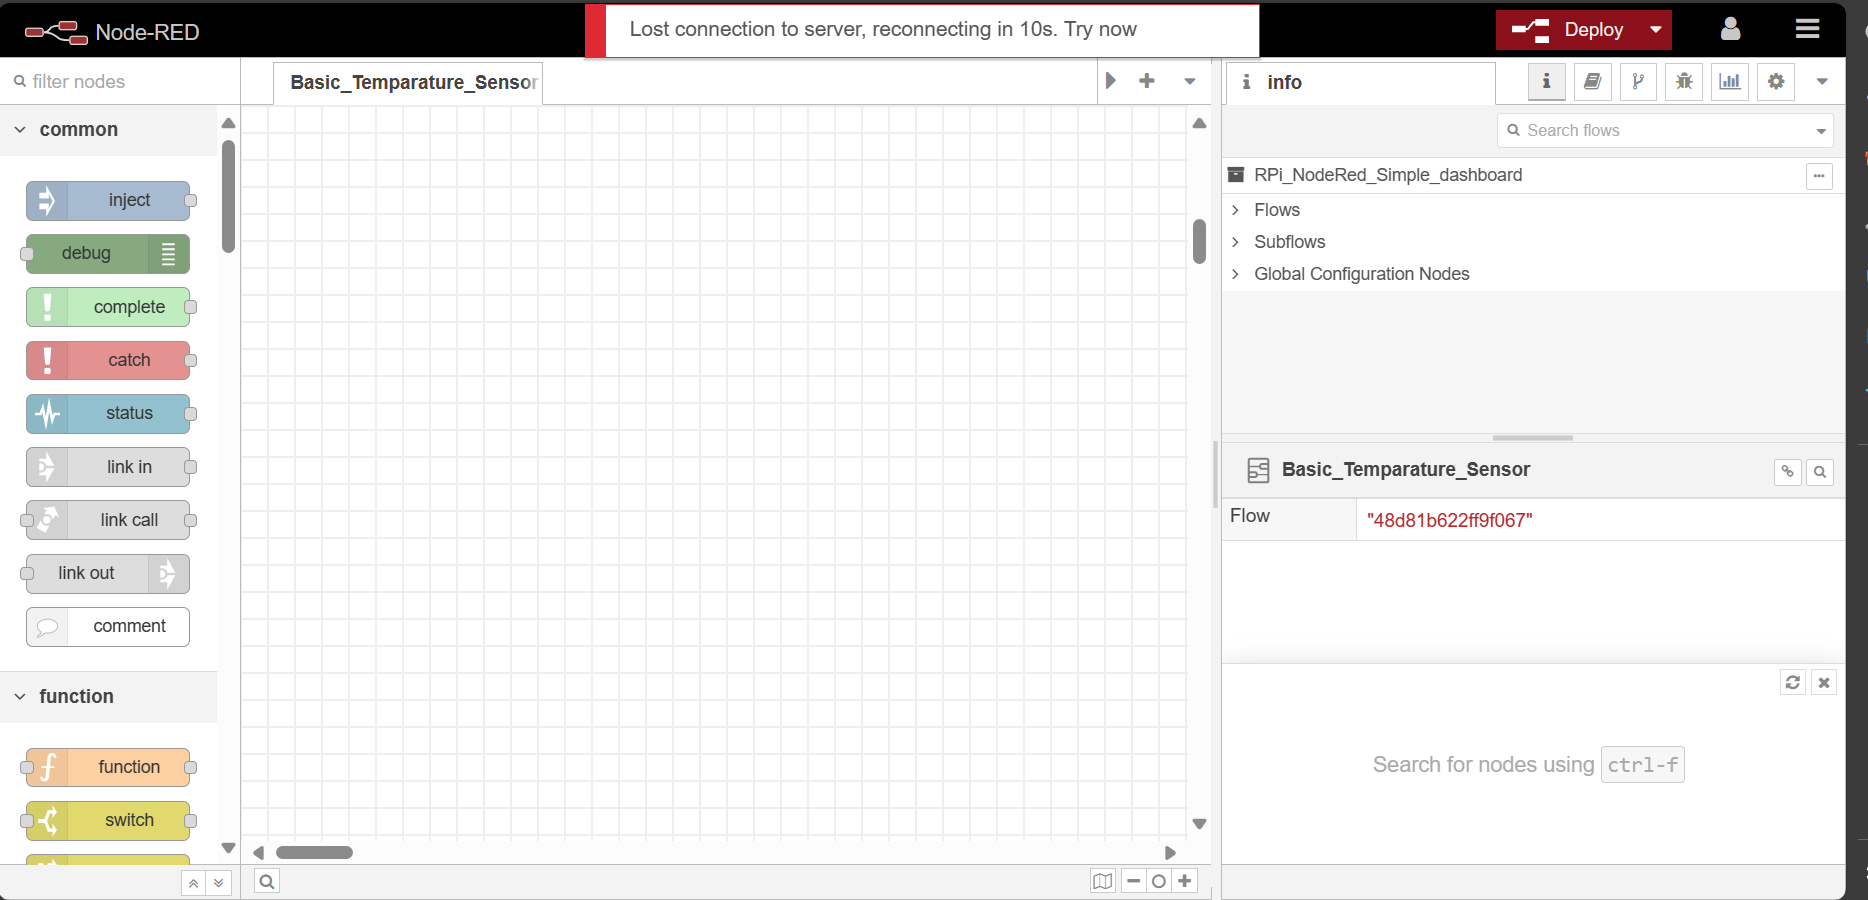 Node-RED
Lost connection to server, reconnecting in 10s. Try now
Deploy
filter nodes
Basic_Temparature_Sensor
i info
i
common
Search flows
inject
RPi_NodeRed_Simple_dashboard
debug
Flows
Subflows
Global Configuration Nodes
complete
catch
status
link in
Basic_Temparature_Sensor
link call
Flow
"48d81b622ff9f067"
link out
comment
function
Search for nodes using ctrl-f
function
switch